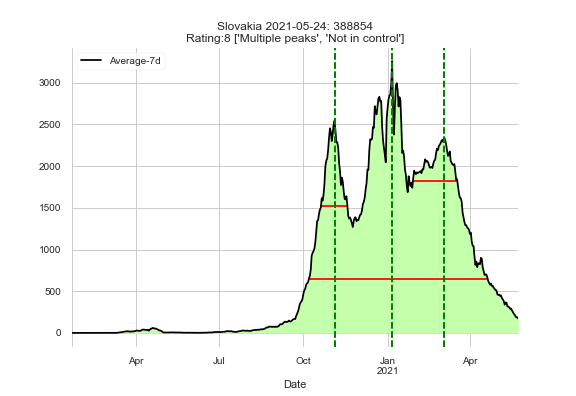 Slovakia 2021-05-24: 388854
Rating:8 ['Multiple peaks', 'Not in control']
Average-7d
3000
2500
2000
1500
1000
500
0
Apr Jul Oct Jan Apr
2021
Date